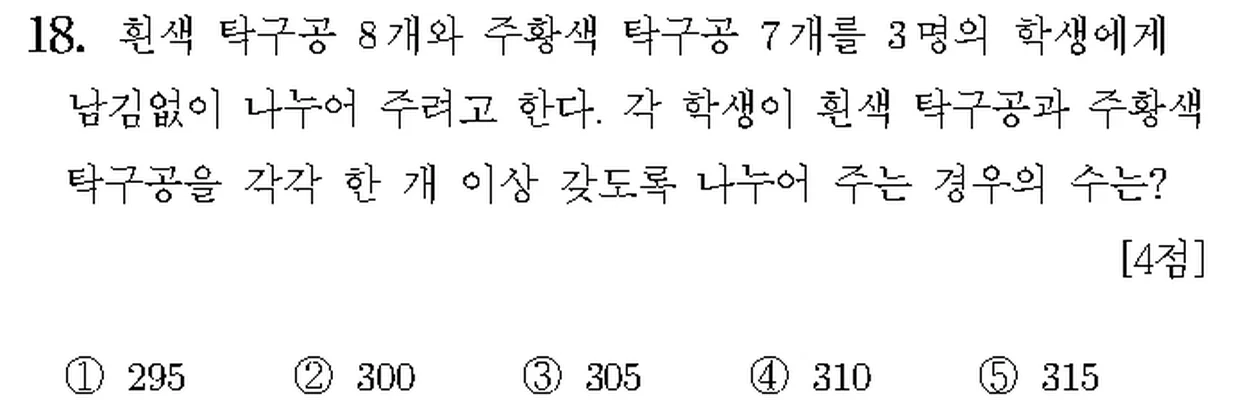 18. 흰색 탁구공 8개와 주황색 탁구공 7개를 3명의 학생에게
남김없이 나누어 주려고 한다. 각 학생이 흰색 탁구공과 주황색
탁구공을 각각 한 개 이상 갖도록 나누어 주는 경우의 수는?
[4점]
① 295 ② 300 ③ 305 ④ 310 ⑤ 315